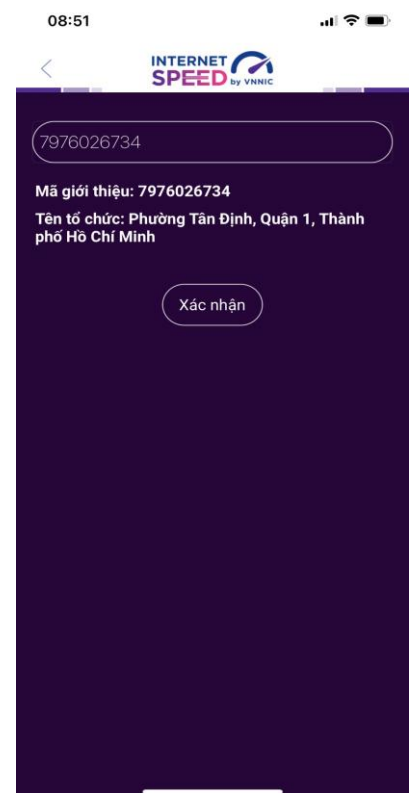 08:51
INTERNET
SPEED by VNNIC
7976026734
Mã giới thiệu: 7976026734
Tên tổ chức: Phường Tân Định, Quận 1, Thành
phố Hồ Chí Minh
Xác nhận